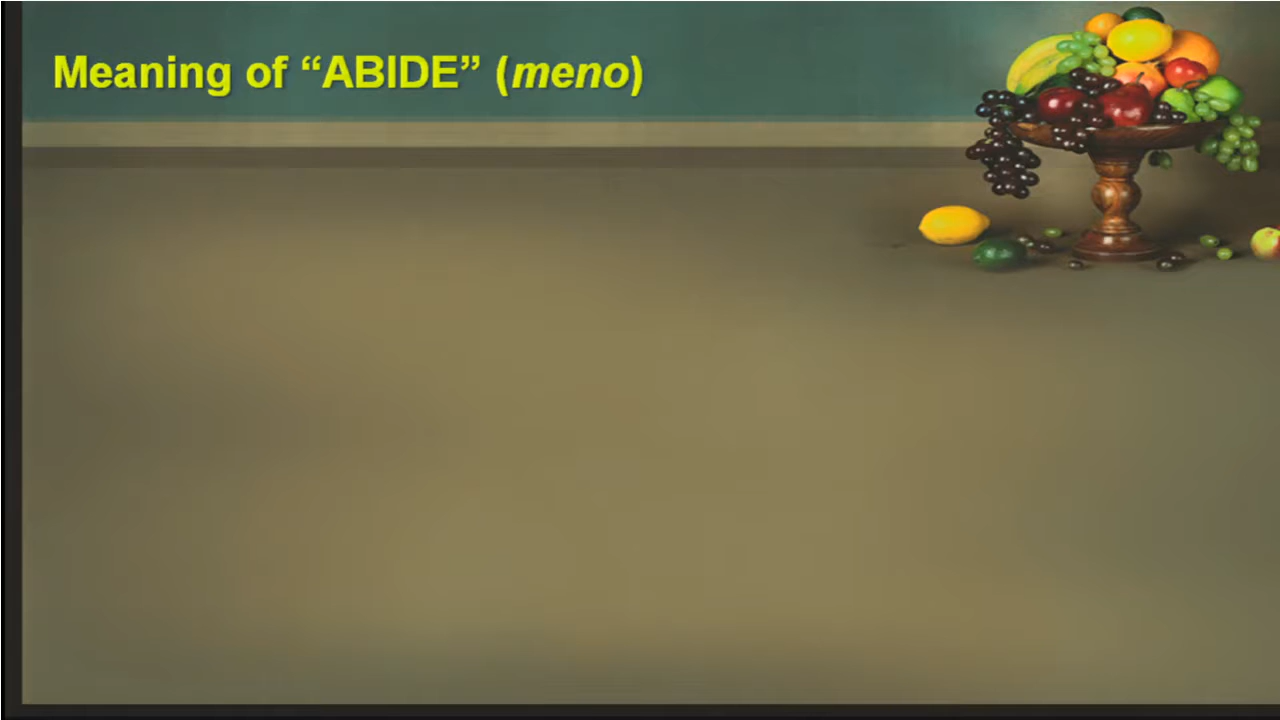 Meaning of “ABIDE” (meno)